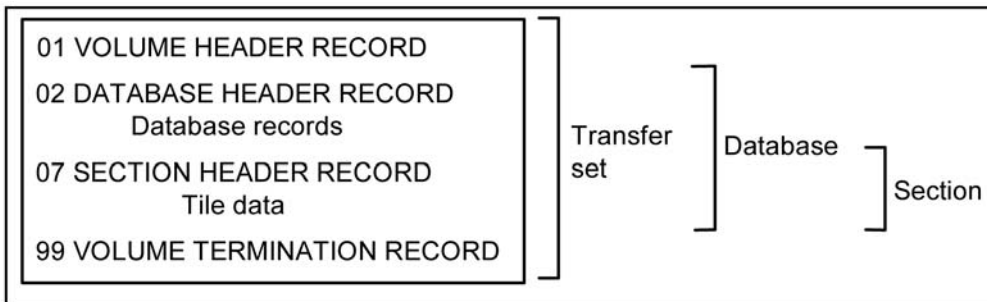 01 VOLUME HEADER RECORD
02 DATABASE HEADER RECORD
Database records
07 SECTION HEADER RECORD
Tile data
99 VOLUME TERMINATION RECORD
Transfer
set
Database
Section